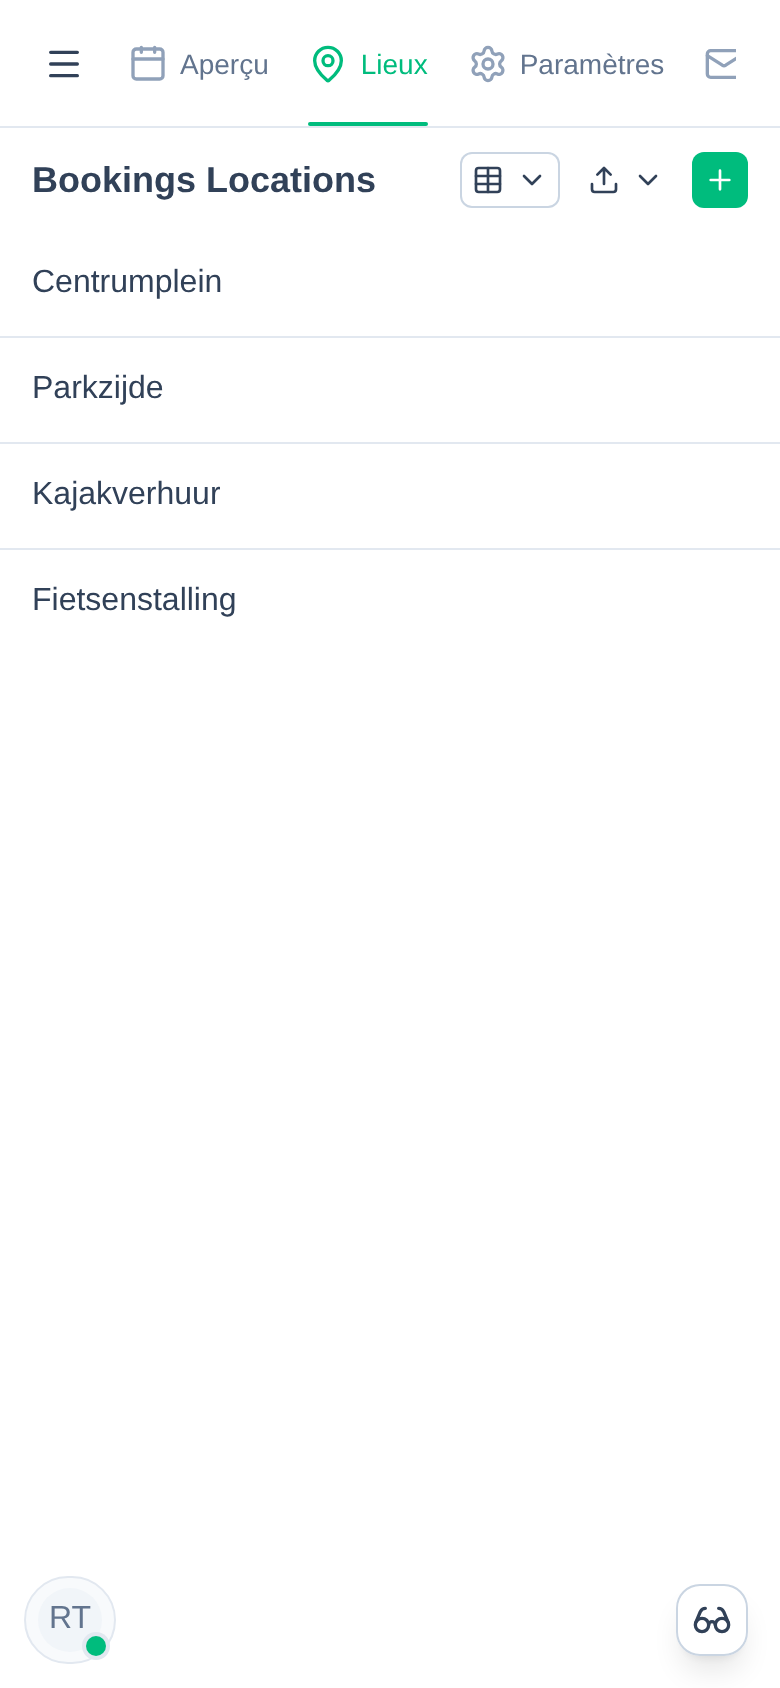 Aperçu
Lieux
Paramètres
Bookings Locations
Centrumplein
Parkzijde
Kajakverhuur
Fietsenstalling
RT